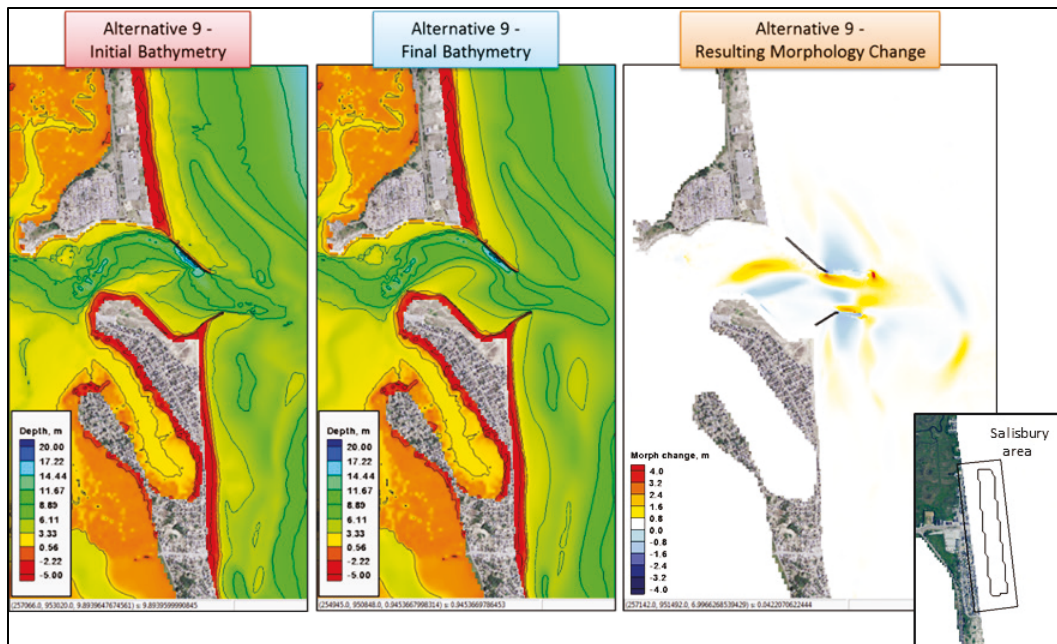 Alternative 9 -
Initial Bathymetry
Alternative 9 -
Final Bathymetry
Alternative 9 -
Resulting Morphology Change
Depth, m
20.00
17.22
14.44
11.67
8.89
6.11
3.33
0.56
-2.22
-5.00
Depth, m
20.00
17.22
14.44
11.67
8.89
6.11
3.33
0.56
-2.22
-5.00
Morph change, m
4.0
3.2
2.4
1.6
0.8
0.0
-0.8
-1.6
-2.4
-3.2
-4.0
Salisbury
area
(257066.0, 953020.0, 9.8939647674561) s: 9.8939599990845
(254945.0, 950848.0, 0.9453667998314) s: 0.9453669786453
(257142.0, 951492.0, 6.9966268539429) s: 0.0422070622444